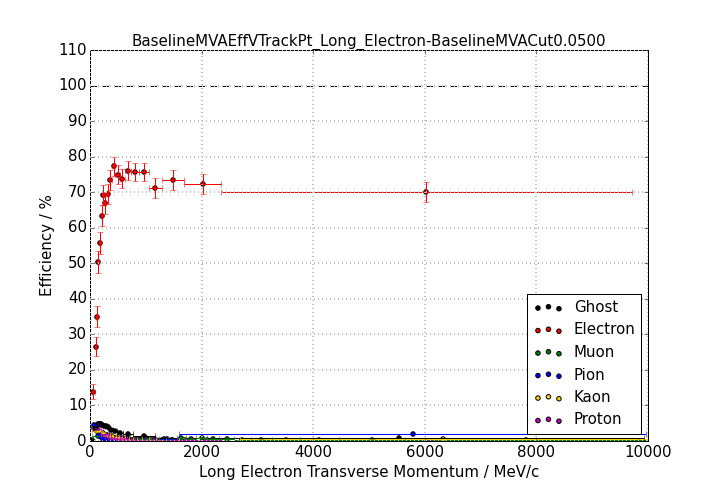 BaselineMVAEffVTrackPt_Long_Electron-BaselineMVACut0.0500
110
100
90
80
70
60
50
40
30
20
10
0
Efficiency / %
Ghost
Electron
Muon
Pion
Kaon
Proton
0 2000 4000 6000 8000 10000
Long Electron Transverse Momentum / MeV/c